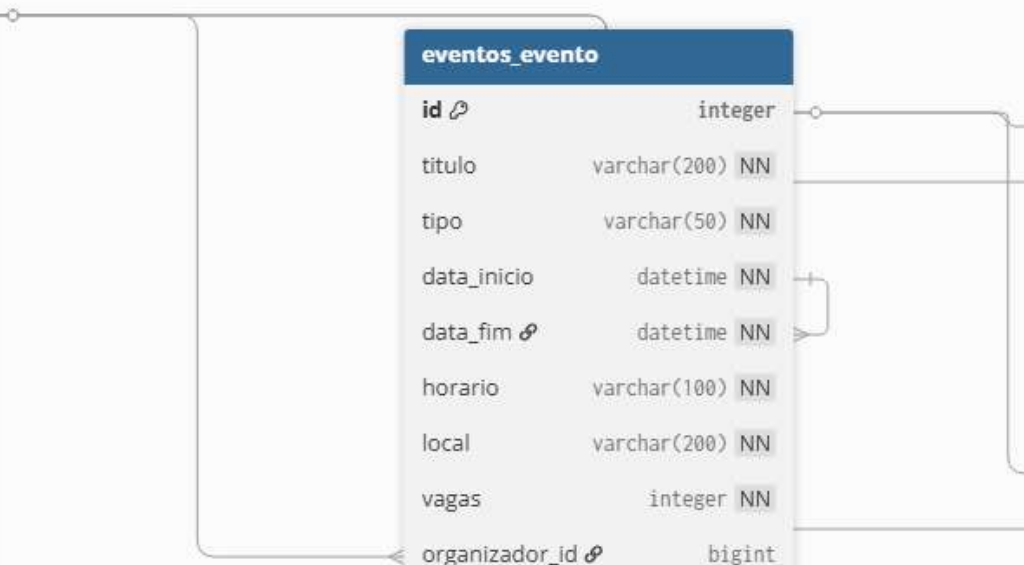 eventos_evento
id integer
titulo varchar(200) NN
tipo varchar(50) NN
data_inicio datetime NN
data_fim datetime NN
horario varchar(100) NN
local varchar(200) NN
vagas integer NN
organizador_id bigint